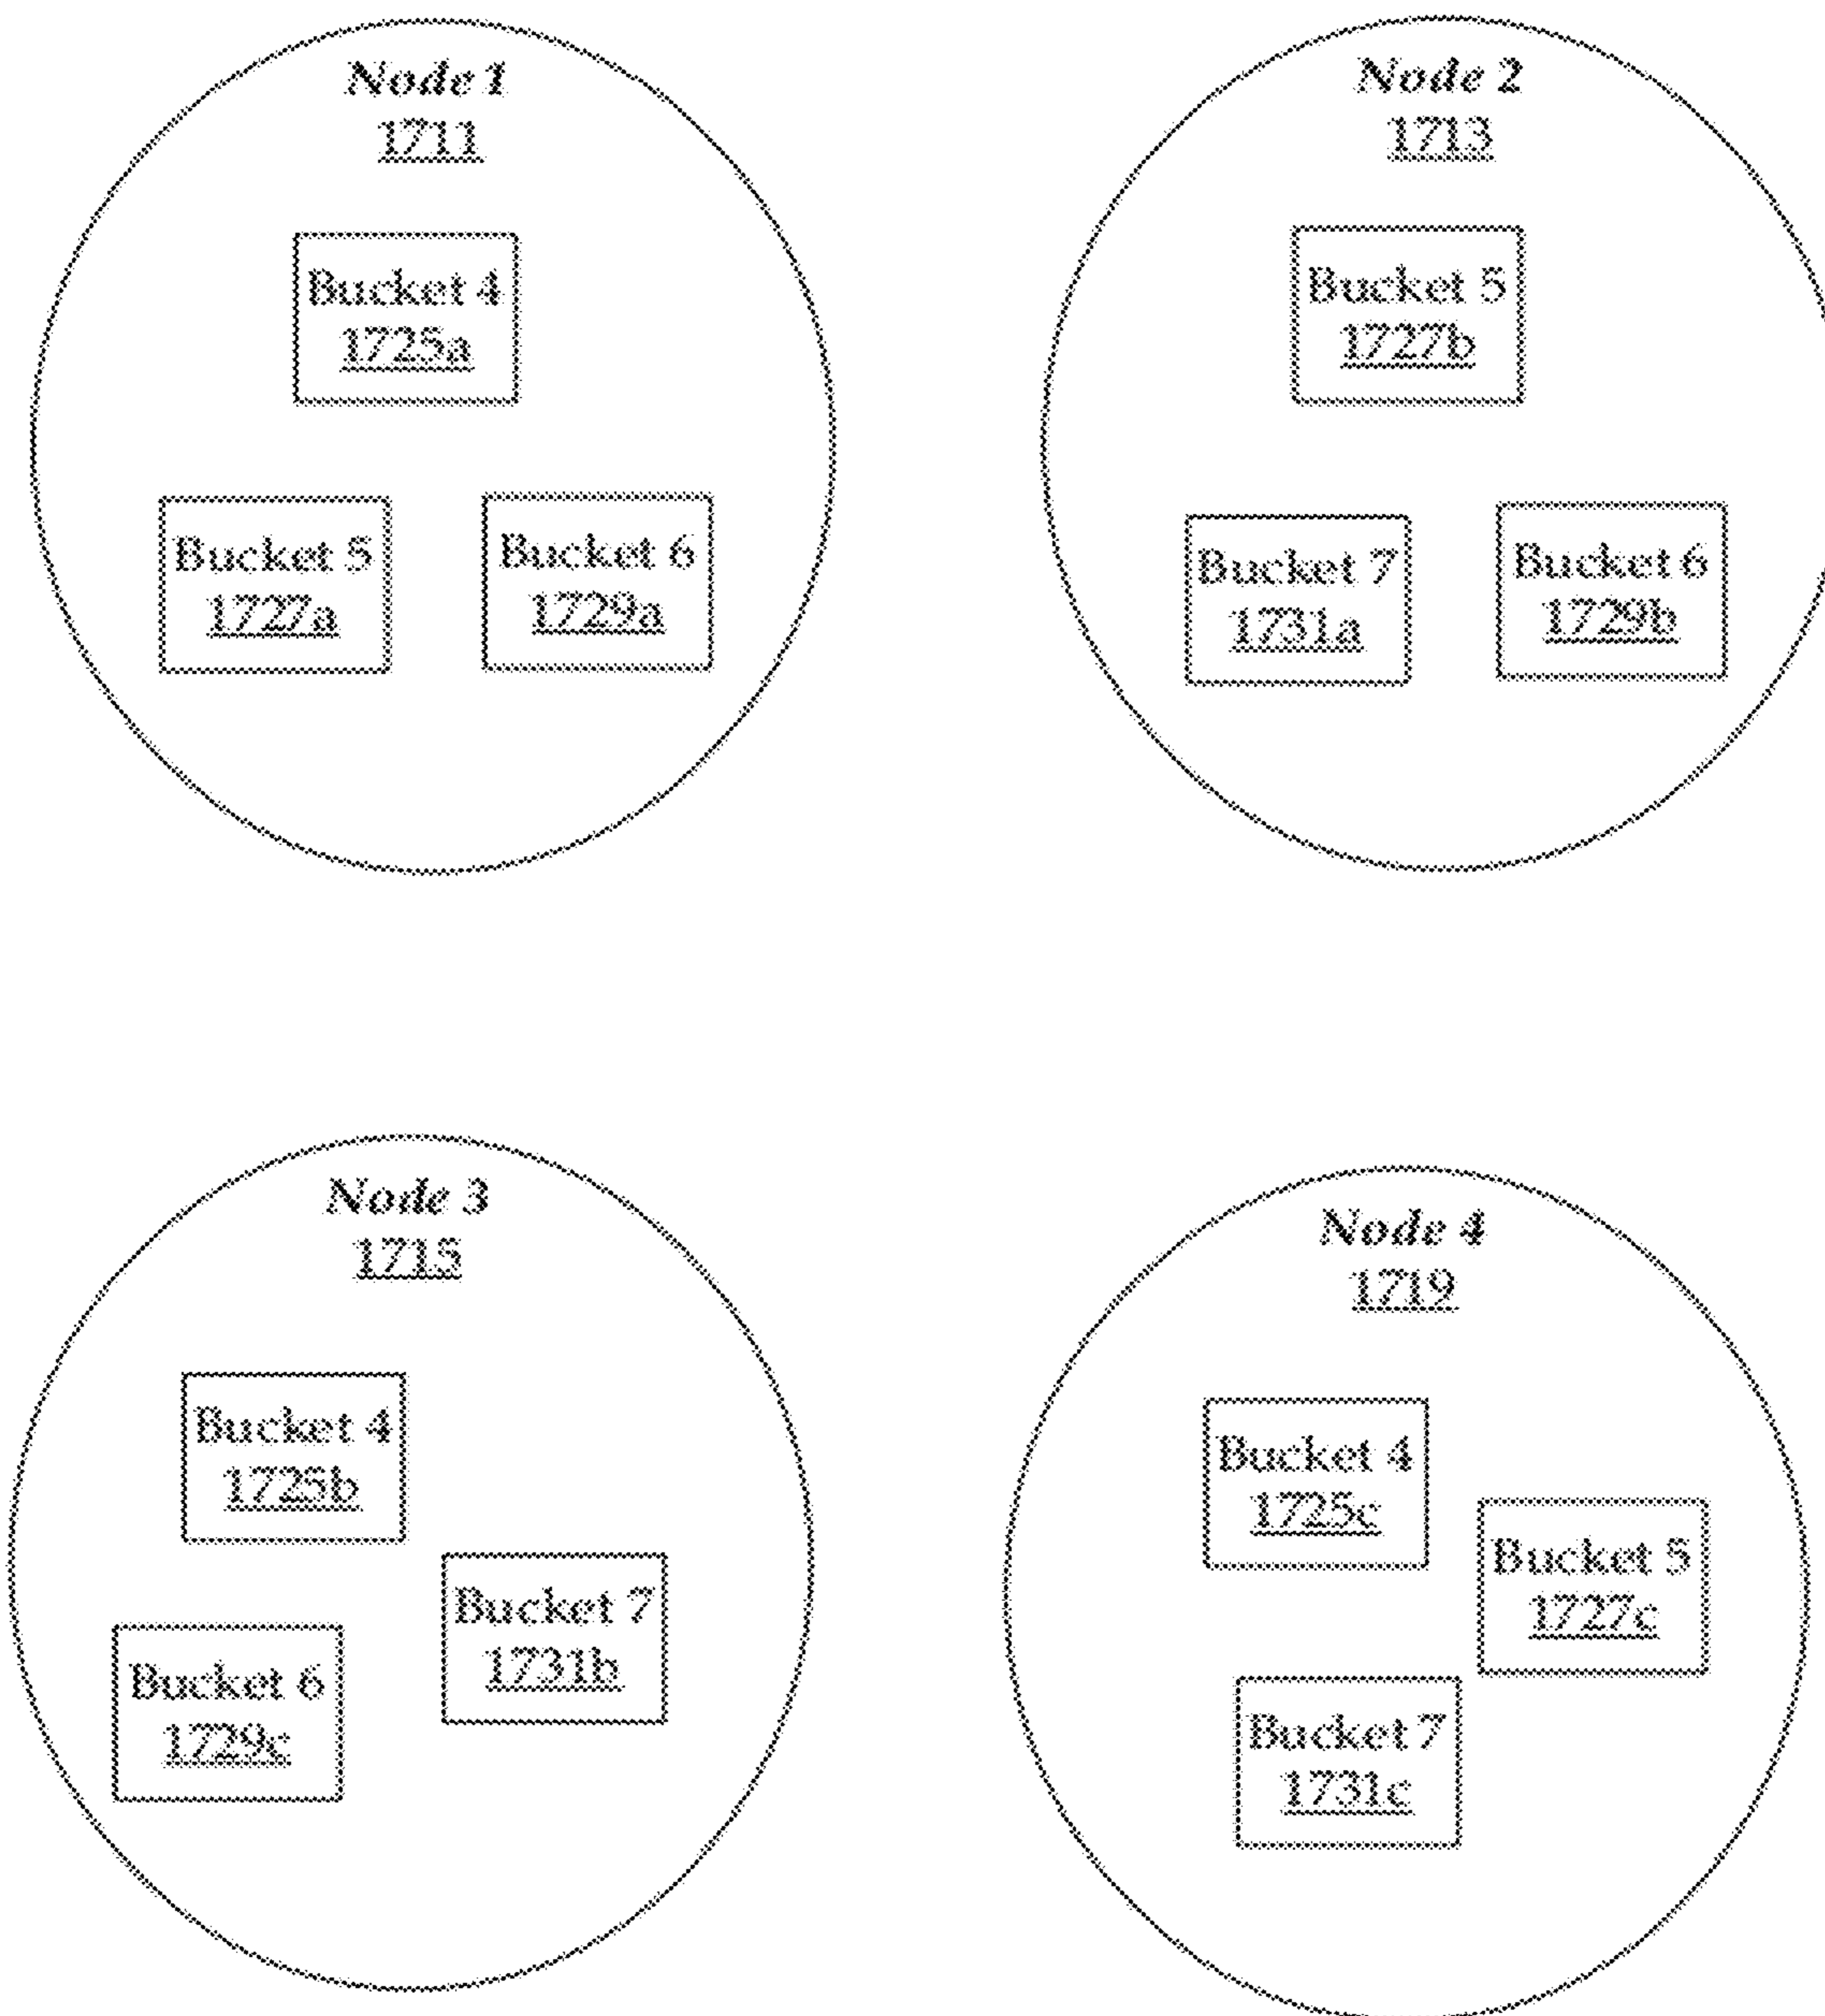 Node 1
1711
Bucket 4
1725a
Bucket 5
1727a
Bucket 6
1729a
Node 2
1713
Bucket 5
1727b
Bucket 7
1731a
Bucket 6
1729b
Node 3
1715
Bucket 4
1725b
Bucket 7
1731b
Bucket 6
1729c
Node 4
1719
Bucket 4
1725c
Bucket 5
1727c
Bucket 7
1731c